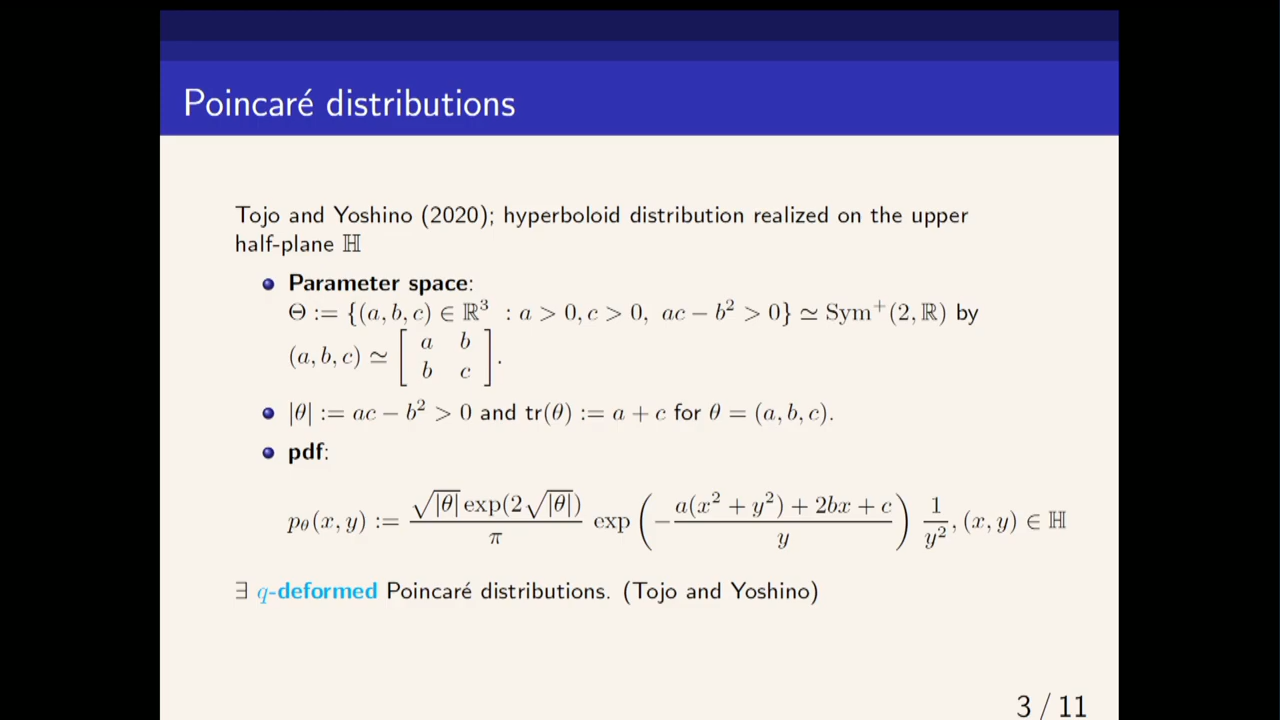 Poincaré distributions
Tojo and Yoshino (2020); hyperboloid distribution realized on the upper
half-plane ℍ
Parameter space:
Θ := {(a, b, c) ∈ ℝ³ : a > 0, c > 0, ac − b² > 0} ≃ Sym⁺(2, ℝ) by
(a, b, c) ≃ [ a b ; b c ].
|θ| := ac − b² > 0 and tr(θ) := a + c for θ = (a, b, c).
pdf:
p_θ(x, y) := √|θ| exp(2√|θ|) / π exp(− (a(x² + y²) + 2bx + c) / y) 1 / y², (x, y) ∈ ℍ
∃ q-deformed Poincaré distributions. (Tojo and Yoshino)
3 / 11